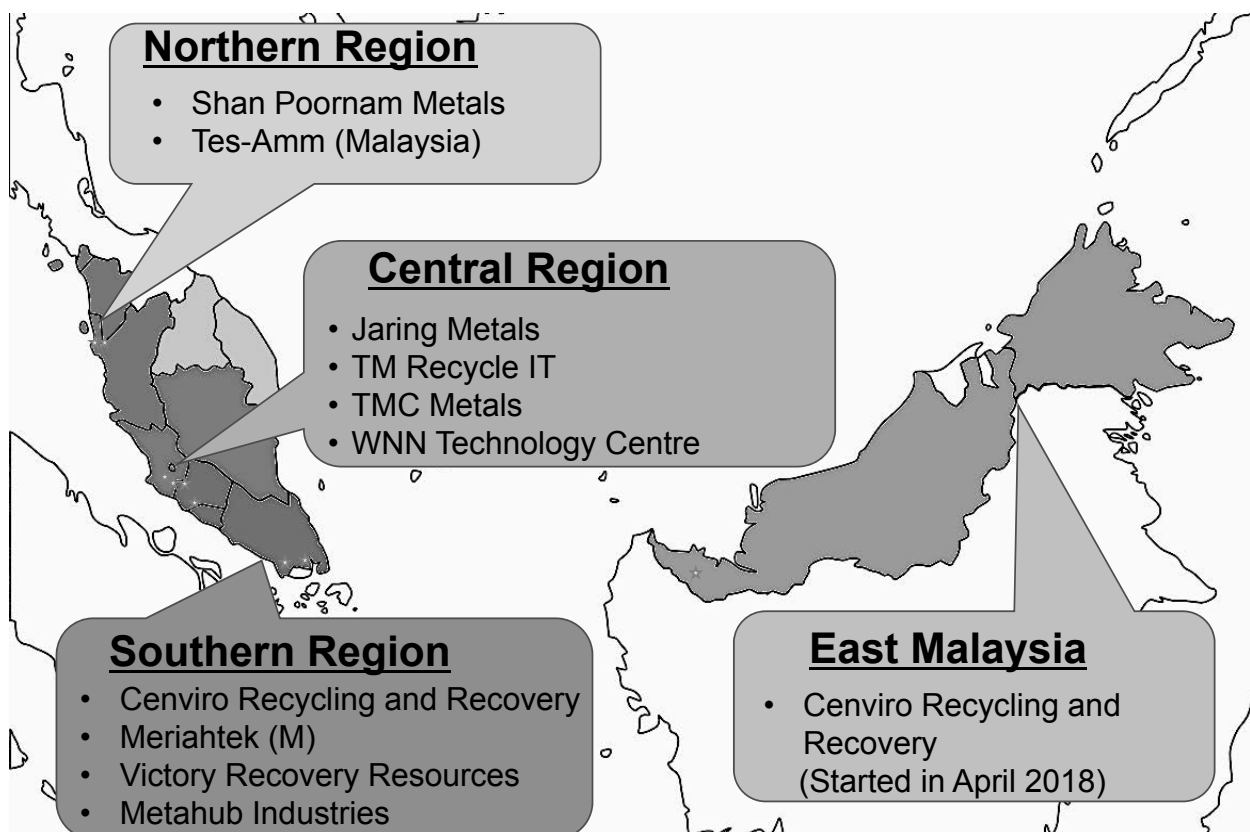 Northern Region
• Shan Poornam Metals
• Tes-Amm (Malaysia)
Central Region
• Jaring Metals
• TM Recycle IT
• TMC Metals
• WNN Technology Centre
Southern Region
• Cenviro Recycling and Recovery
• Meriahtek (M)
• Victory Recovery Resources
• Metahub Industries
East Malaysia
• Cenviro Recycling and
Recovery
(Started in April 2018)